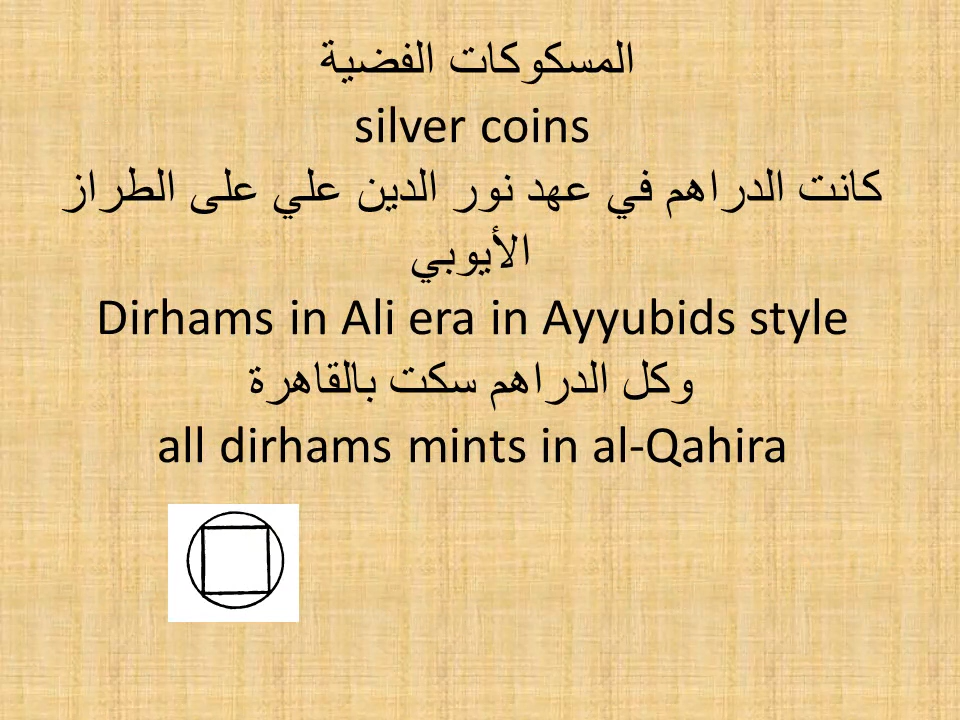 المسكوكات الفضية
silver coins
كانت الدراهم في عهد نور الدين علي على الطراز
الأيوبي
Dirhams in Ali era in Ayyubids style
وكل الدراهم سكت بالقاهرة
all dirhams mints in al-Qahira